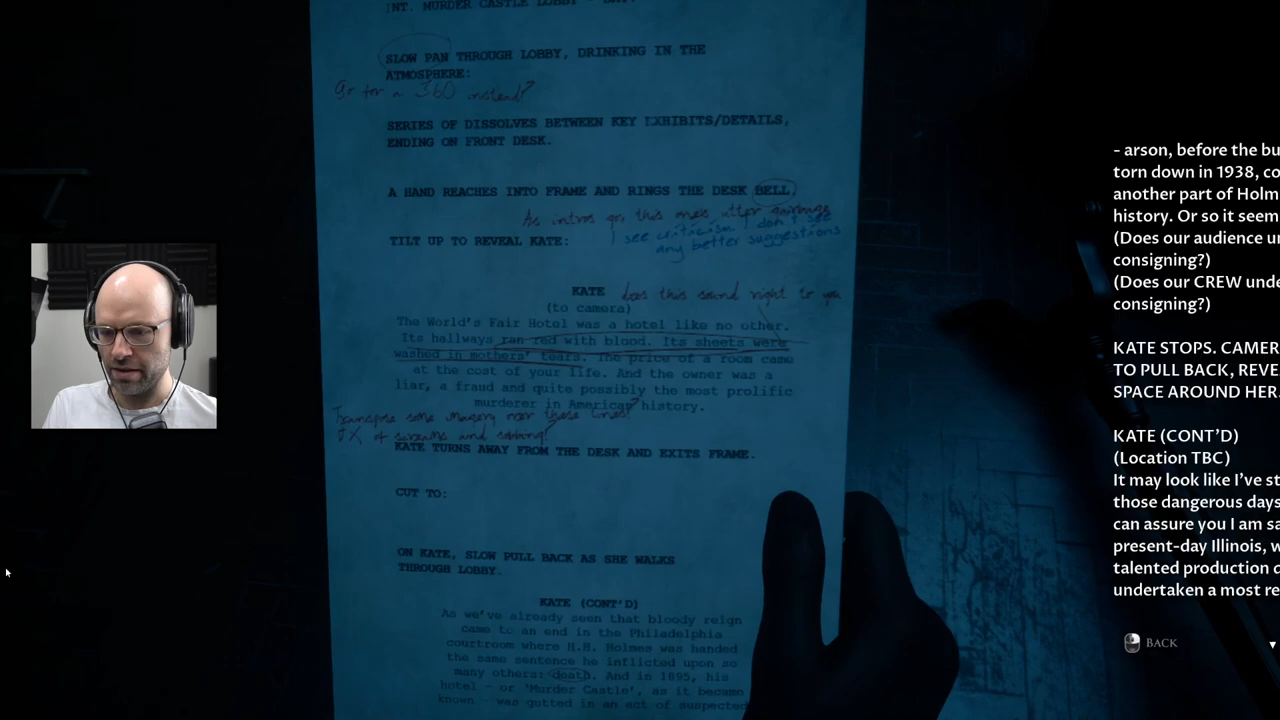 INT. MURDER CASTLE LOBBY - DAY.
SLOW PAN THROUGH LOBBY, DRINKING IN THE
ATMOSPHERE:
Go for a 360 instead?
SERIES OF DISSOLVES BETWEEN KEY EXHIBITS/DETAILS,
ENDING ON FRONT DESK.
A HAND REACHES INTO FRAME AND RINGS THE DESK BELL.
As intros go, this one's utter garbage
I see criticism. I don't see
any better suggestions
TILT UP TO REVEAL KATE:
KATE
does this sound right to you
(to camera)
The World's Fair Hotel was a hotel like no other.
Its hallways ran red with blood. Its sheets were
washed in mothers' tears. The price of a room came
at the cost of your life. And the owner was a
liar, a fraud and quite possibly the most prolific
murderer in American history.
Transpose some imagery over these lines?
FX of screams and sobbing?
KATE TURNS AWAY FROM THE DESK AND EXITS FRAME.
CUT TO:
ON KATE, SLOW PULL BACK AS SHE WALKS
THROUGH LOBBY.
KATE (CONT'D)
As we've already seen that bloody reign
came to an end in the Philadelphia
courtroom where H.H. Holmes was handed
the same sentence he inflicted upon so
many others: death. And in 1895, his
hotel - or 'Murder Castle', as it became
known - was gutted in an act of suspected
- arson, before the bu
torn down in 1938, co
another part of Holm
history. Or so it seem
(Does our audience u
consigning?)
(Does our CREW unde
consigning?)
KATE STOPS. CAMER
TO PULL BACK, REVE
SPACE AROUND HER.
KATE (CONT'D)
(Location TBC)
It may look like I've st
those dangerous days
can assure you I am sa
present-day Illinois, w
talented production c
undertaken a most re
BACK